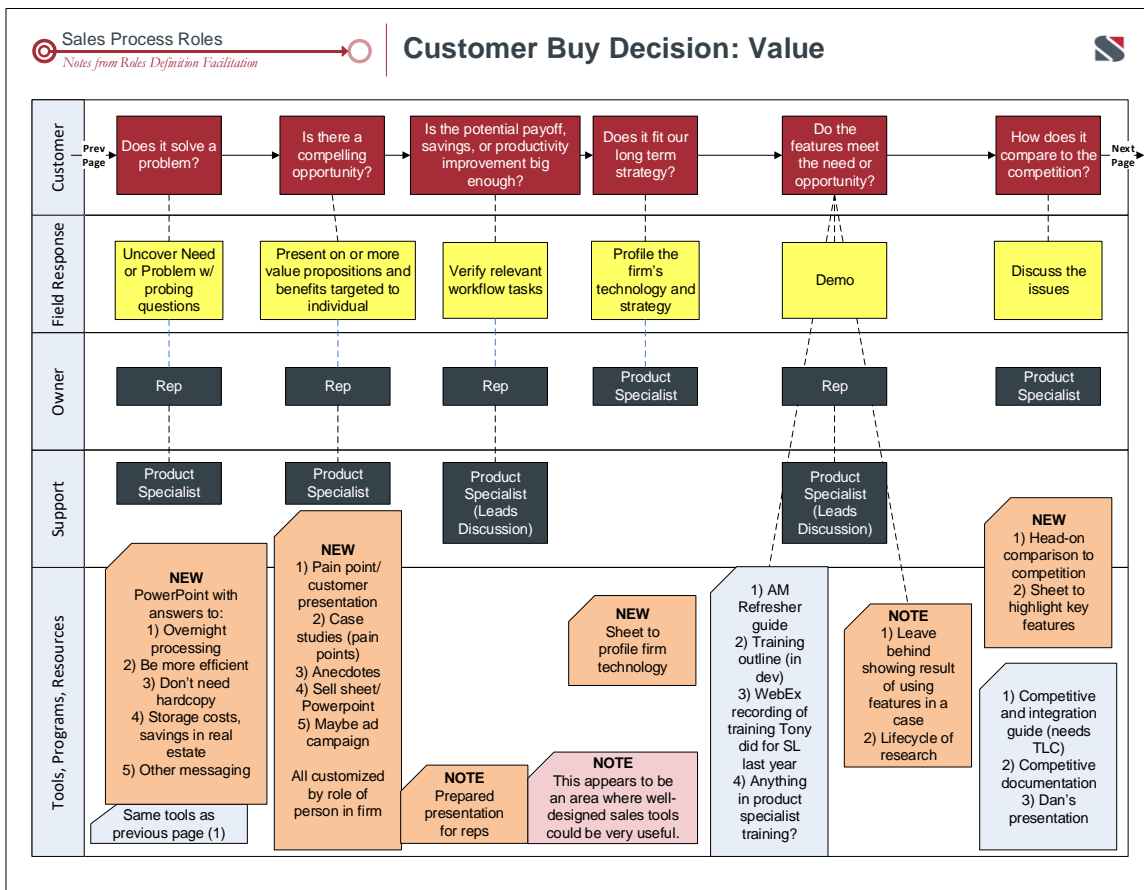 Sales Process Roles
Notes from Roles Definition Facilitation
Customer Buy Decision: Value
Customer
Prev
Page
Does it solve a
problem?
Is there a
compelling
opportunity?
Is the potential payoff,
savings, or productivity
improvement big
enough?
Does it fit our
long term
strategy?
Do the
features meet
the need or
opportunity?
How does it
compare to the
competition?
Next
Page
Field Response
Uncover Need
or Problem w/
probing
questions
Present on or more
value propositions and
benefits targeted to
individual
Verify relevant
workflow tasks
Profile the
firm's
technology and
strategy
Demo
Discuss the
issues
Owner
Rep
Rep
Rep
Product
Specialist
Rep
Product
Specialist
Support
Product
Specialist
Product
Specialist
Product
Specialist
(Leads
Discussion)
Product
Specialist
(Leads
Discussion)
Tools, Programs, Resources
NEW
PowerPoint with
answers to:
1) Overnight
processing
2) Be more efficient
3) Don't need
hardcopy
4) Storage costs,
savings in real
estate
5) Other messaging
Same tools as
previous page (1)
NEW
1) Pain point/
customer
presentation
2) Case
studies (pain
points)
3) Anecdotes
4) Sell sheet/
Powerpoint
5) Maybe ad
campaign
All customized
by role of
person in firm
NOTE
Prepared
presentation
for reps
NEW
Sheet to
profile firm
technology
NOTE
This appears to be
an area where well-
designed sales tools
could be very useful.
1) AM
Refresher
guide
2) Training
outline (in
dev)
3) WebEx
recording of
training Tony
did for SL
last year
4) Anything
in product
specialist
training?
NOTE
1) Leave
behind
showing result
of using
features in a
case
2) Lifecycle of
research
NEW
1) Head-on
comparison to
competition
2) Sheet to
highlight key
features
1) Competitive
and integration
guide (needs
TLC)
2) Competitive
documentation
3) Dan's
presentation